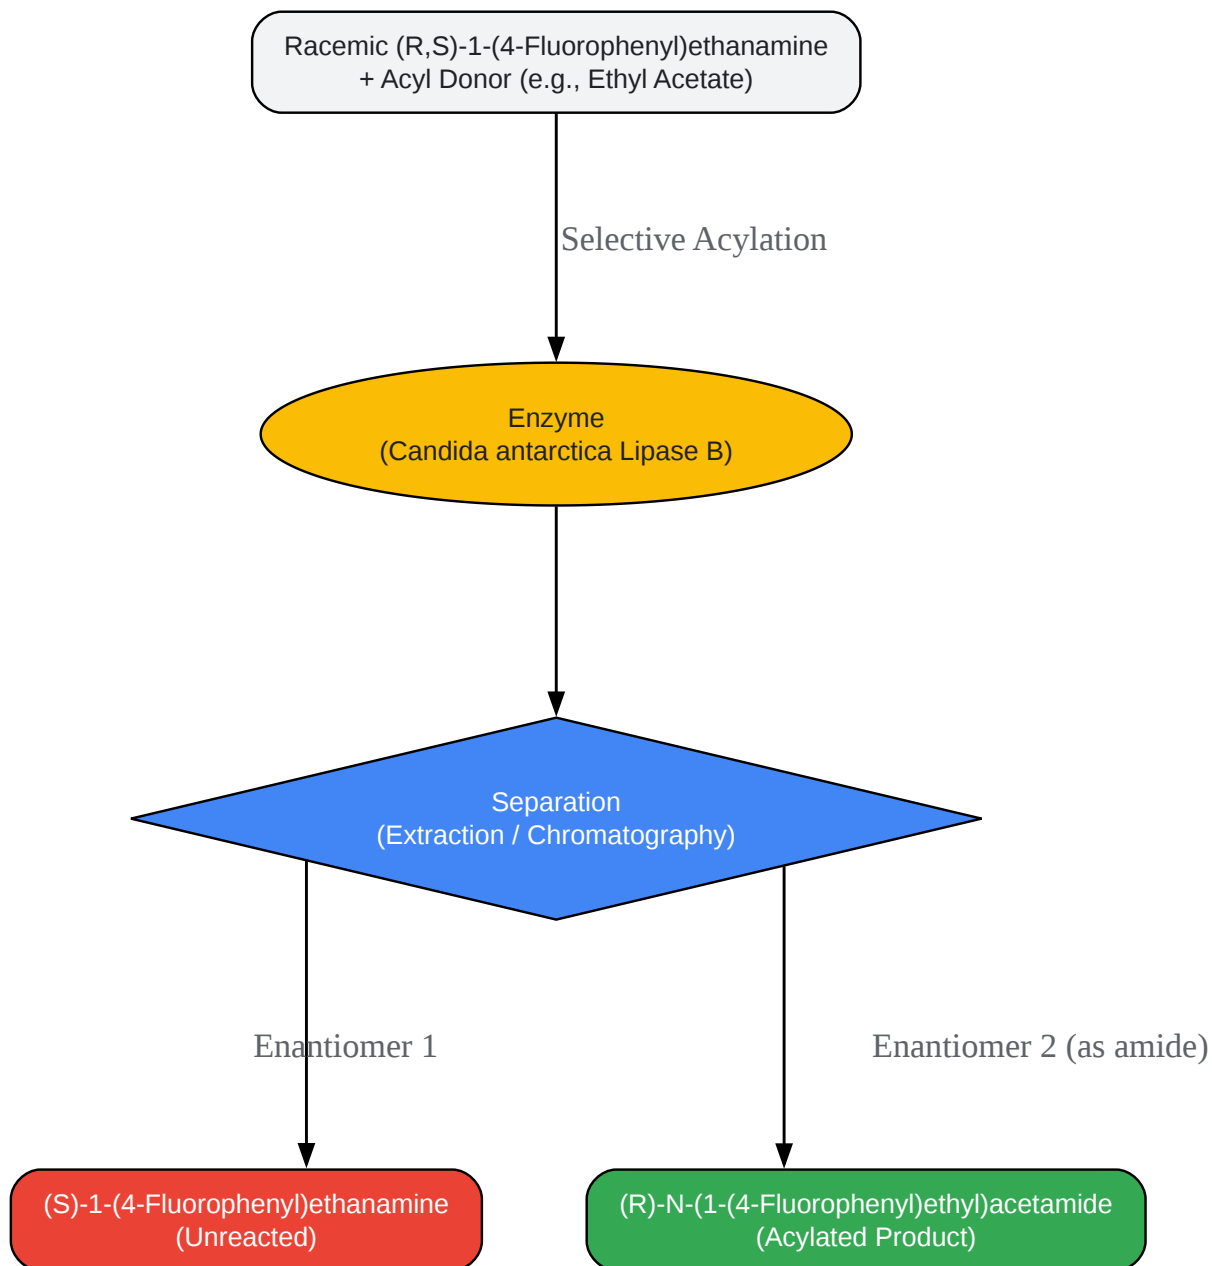 Racemic (R,S)-1-(4-Fluorophenyl)ethanamine
+ Acyl Donor (e.g., Ethyl Acetate)
Selective Acylation
Enzyme
(Candida antarctica Lipase B)
Separation
(Extraction / Chromatography)
Enantiomer 1
Enantiomer 2 (as amide)
(S)-1-(4-Fluorophenyl)ethanamine
(Unreacted)
(R)-N-(1-(4-Fluorophenyl)ethyl)acetamide
(Acylated Product)